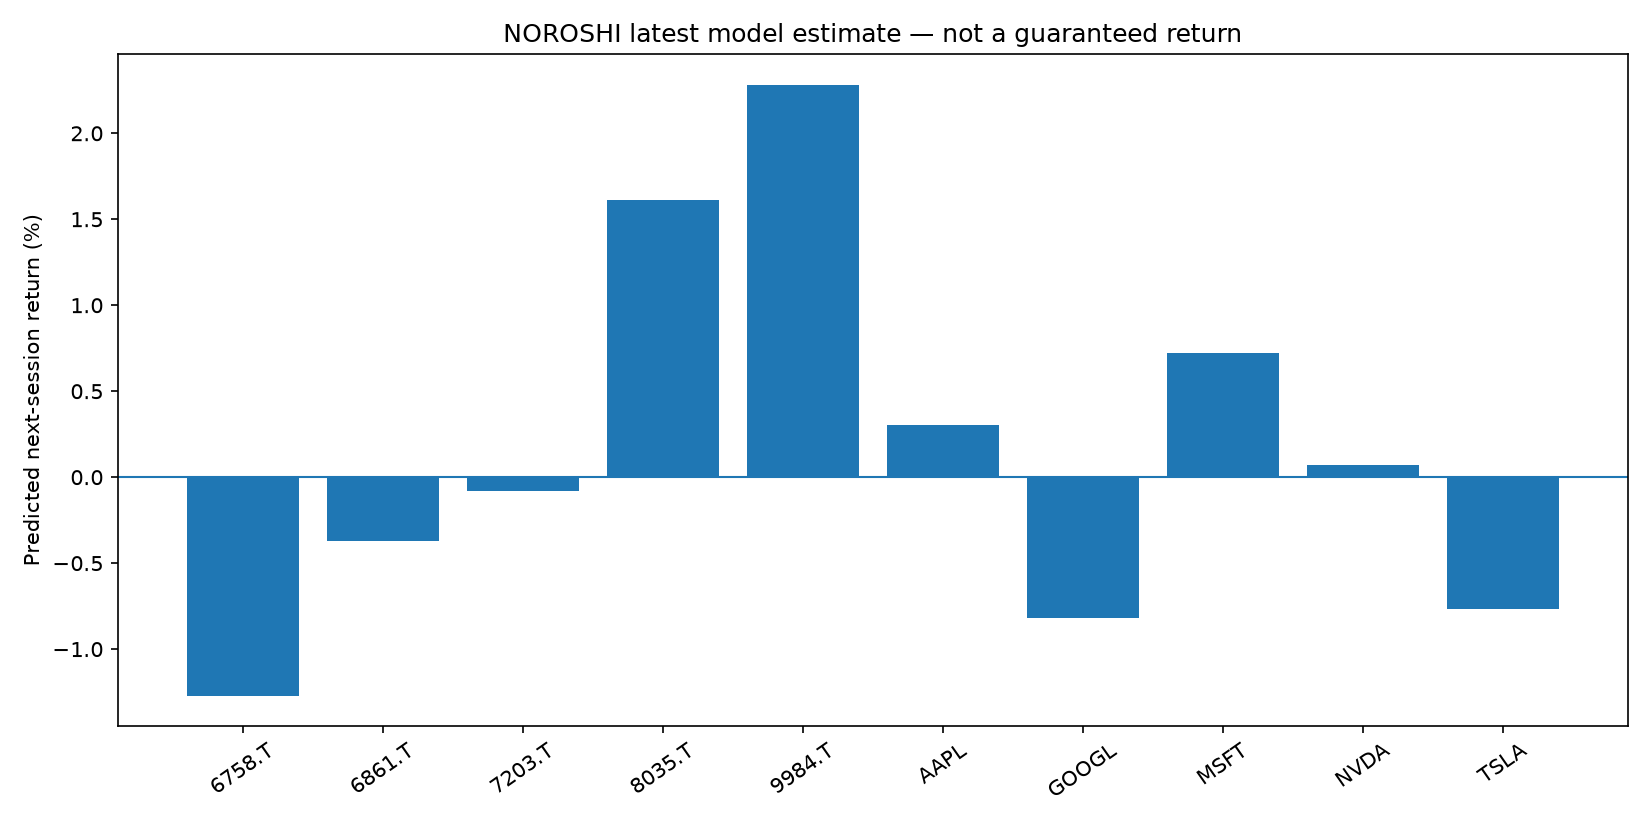 NOROSHI latest model estimate — not a guaranteed return
Predicted next-session return (%)
2.0
1.5
1.0
0.5
0.0
−0.5
−1.0
6758.T
6861.T
7203.T
8035.T
9984.T
AAPL
GOOGL
MSFT
NVDA
TSLA